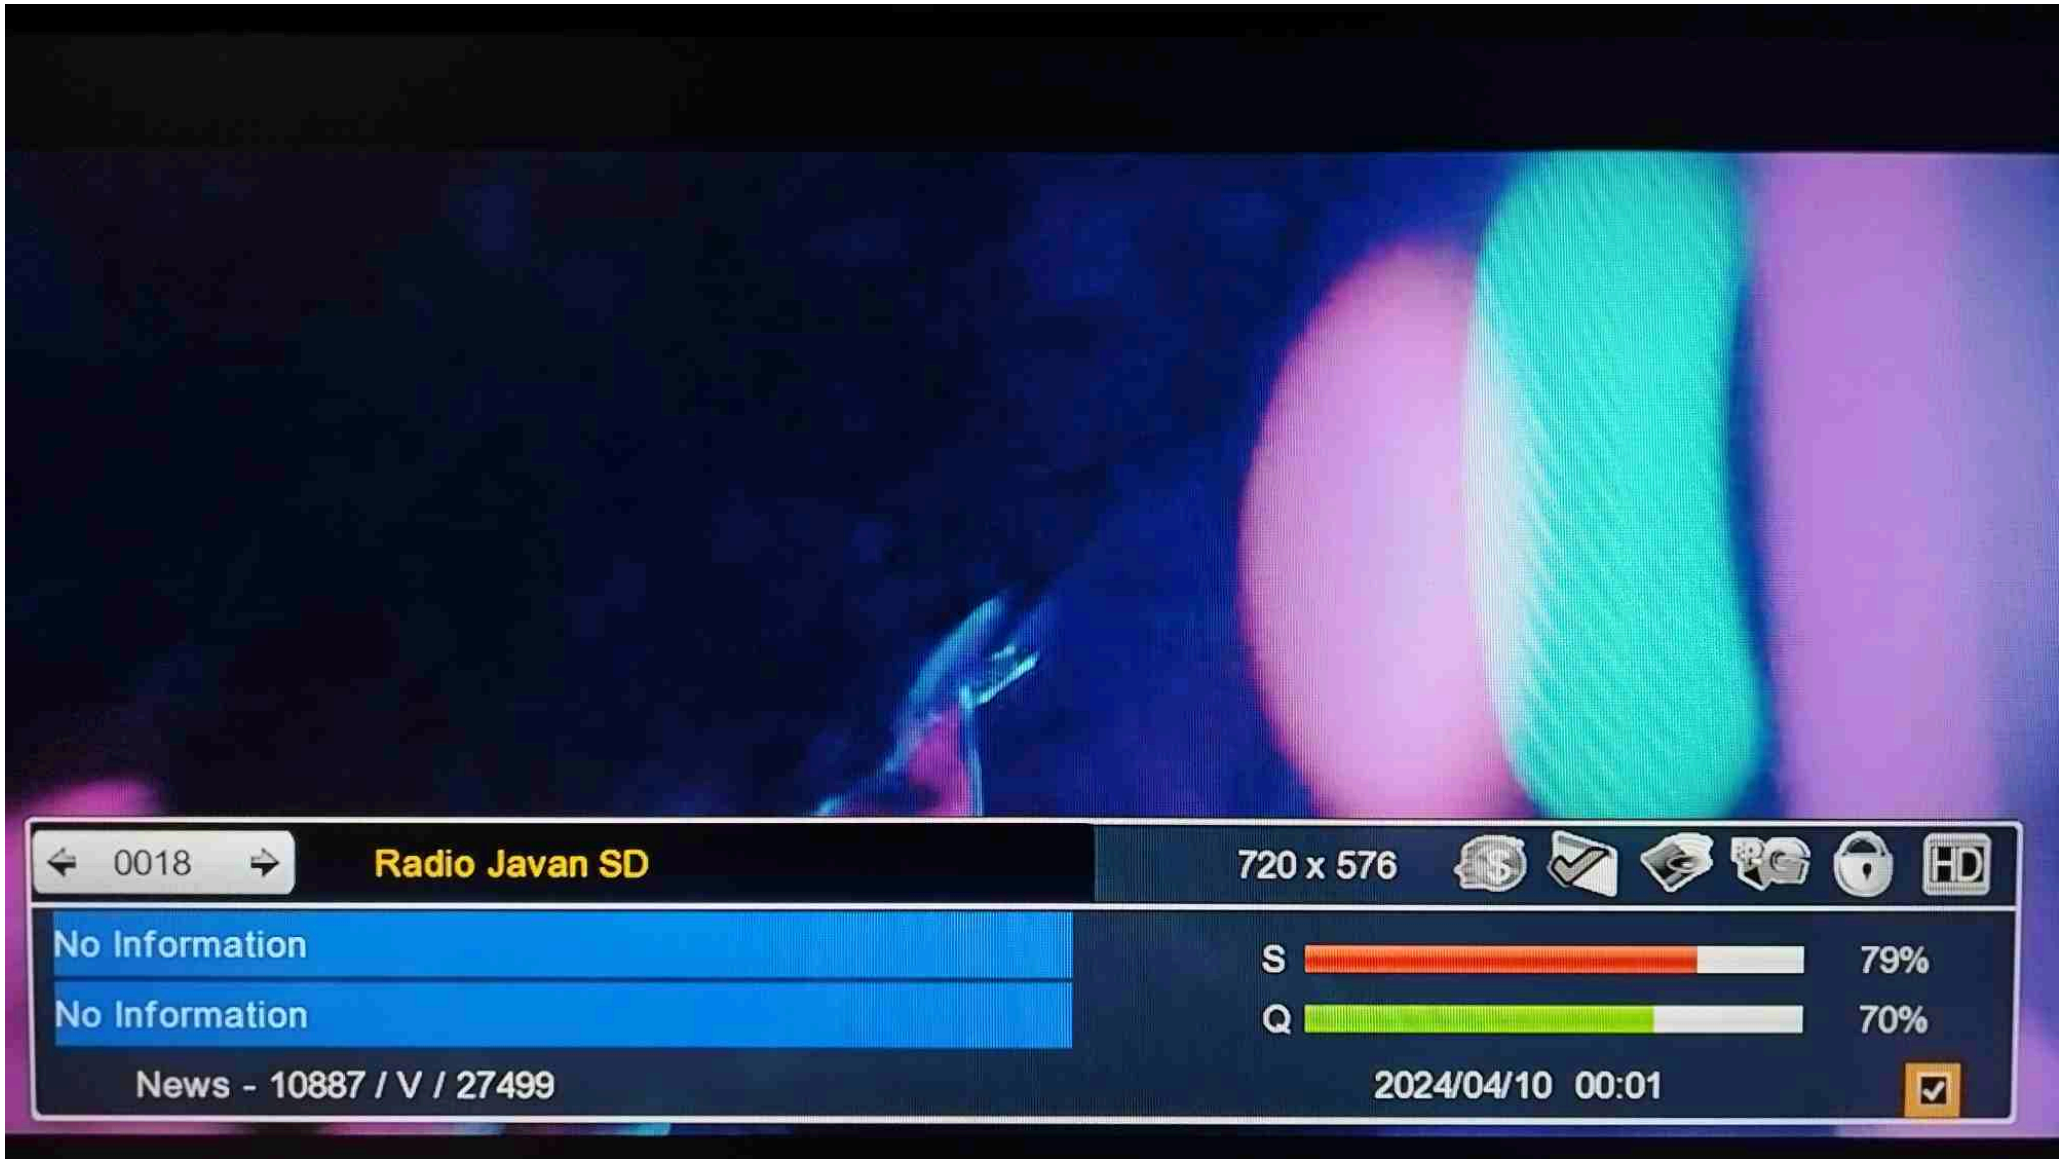 0018
Radio Javan SD
720 x 576
HD
No Information
No Information
S 79%
Q 70%
News - 10887 / V / 27499
2024/04/10 00:01